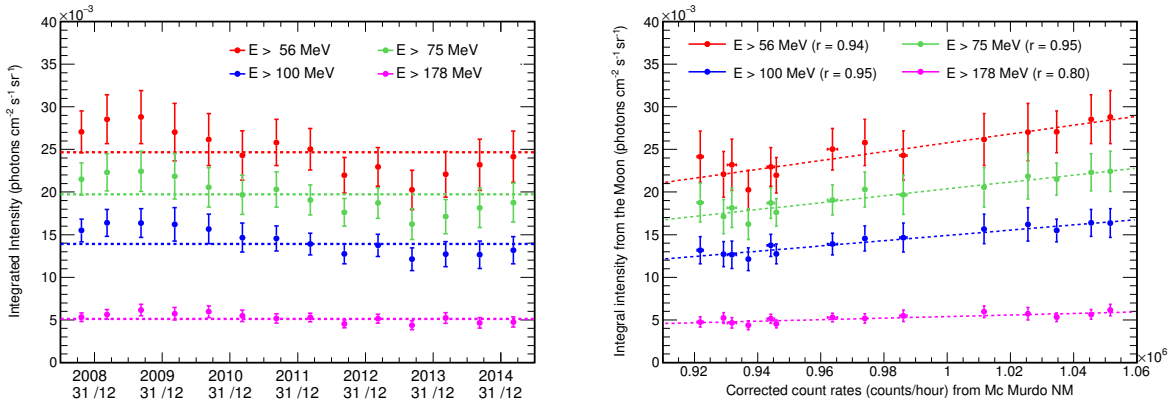 40 ×10⁻³
35
30
25
20
15
10
5
0
Integrated Intensity (photons cm⁻² s⁻¹ sr⁻¹)
E > 56 MeV
E > 75 MeV
E > 100 MeV
E > 178 MeV
2008 2009 2010 2011 2012 2013 2014
31 /12 31 /12 31 /12 31 /12 31 /12 31 /12 31 /12
40 ×10⁻³
35
30
25
20
15
10
5
0
Integral intensity from the Moon (photons cm⁻² s⁻¹ sr⁻¹)
E > 56 MeV (r = 0.94)
E > 75 MeV (r = 0.95)
E > 100 MeV (r = 0.95)
E > 178 MeV (r = 0.80)
0.92 0.94 0.96 0.98 1 1.02 1.04 1.06 ×10⁶
Corrected count rates (counts/hour) from Mc Murdo NM